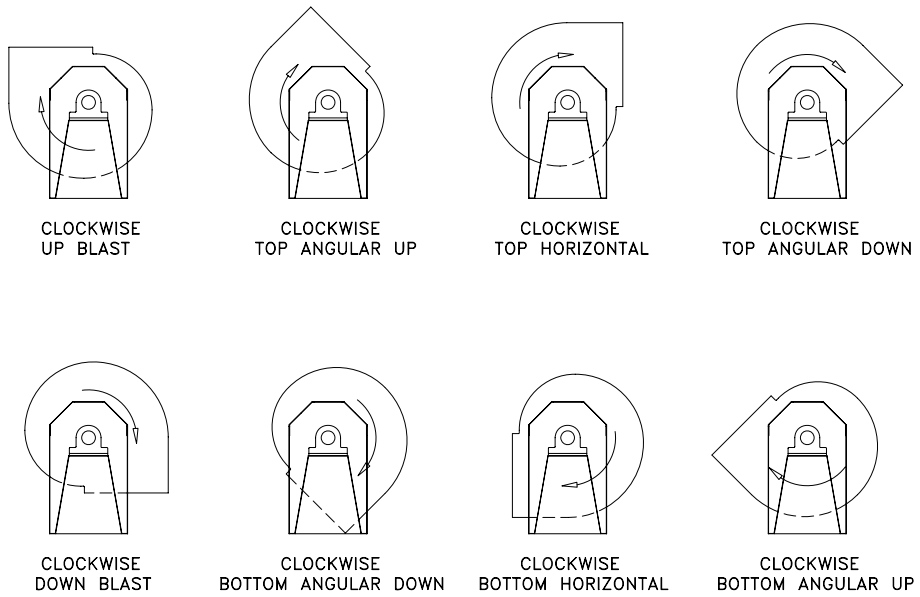 CLOCKWISE
UP BLAST
CLOCKWISE
TOP ANGULAR UP
CLOCKWISE
TOP HORIZONTAL
CLOCKWISE
TOP ANGULAR DOWN
CLOCKWISE
DOWN BLAST
CLOCKWISE
BOTTOM ANGULAR DOWN
CLOCKWISE
BOTTOM HORIZONTAL
CLOCKWISE
BOTTOM ANGULAR UP